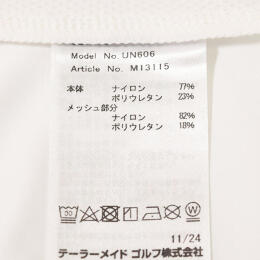 Model No. UN606
Article No. M13115
本体 ナイロン 77%
ポリウレタン 23%
メッシュ部分
ナイロン 82%
ポリウレタン 18%
11/24
テーラーメイド ゴルフ株式会社